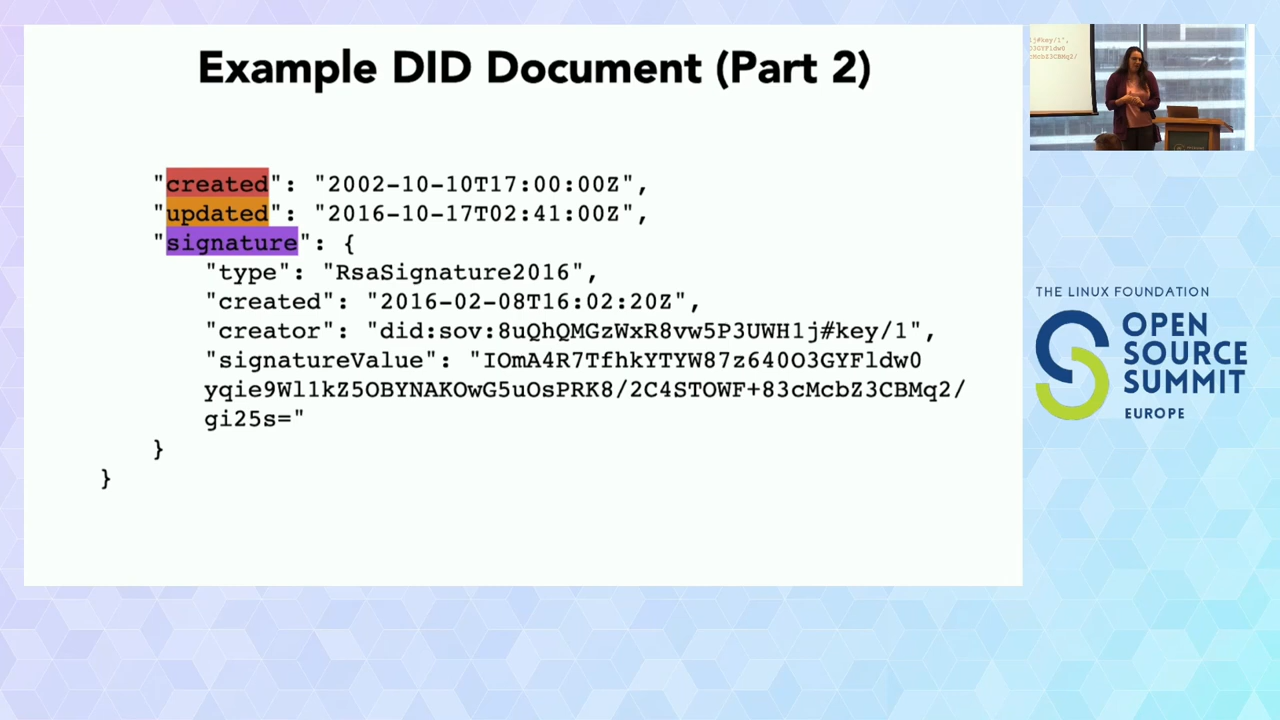 Example DID Document (Part 2)
"created": "2002-10-10T17:00:00Z",
"updated": "2016-10-17T02:41:00Z",
"signature": {
"type": "RsaSignature2016",
"created": "2016-02-08T16:02:20Z",
"creator": "did:sov:8uQhQMGzWxR8vw5P3UWH1j#key/1",
"signatureValue": "IOmA4R7TfhkYTYW87z640O3GYFldw0
yqie9Wl1kZ5OBYNAKOwG5uOsPRK8/2C4STOWF+83cMcbZ3CBMq2/
gi25s="
}
}
THE LINUX FOUNDATION
OPEN
SOURCE
SUMMIT
EUROPE